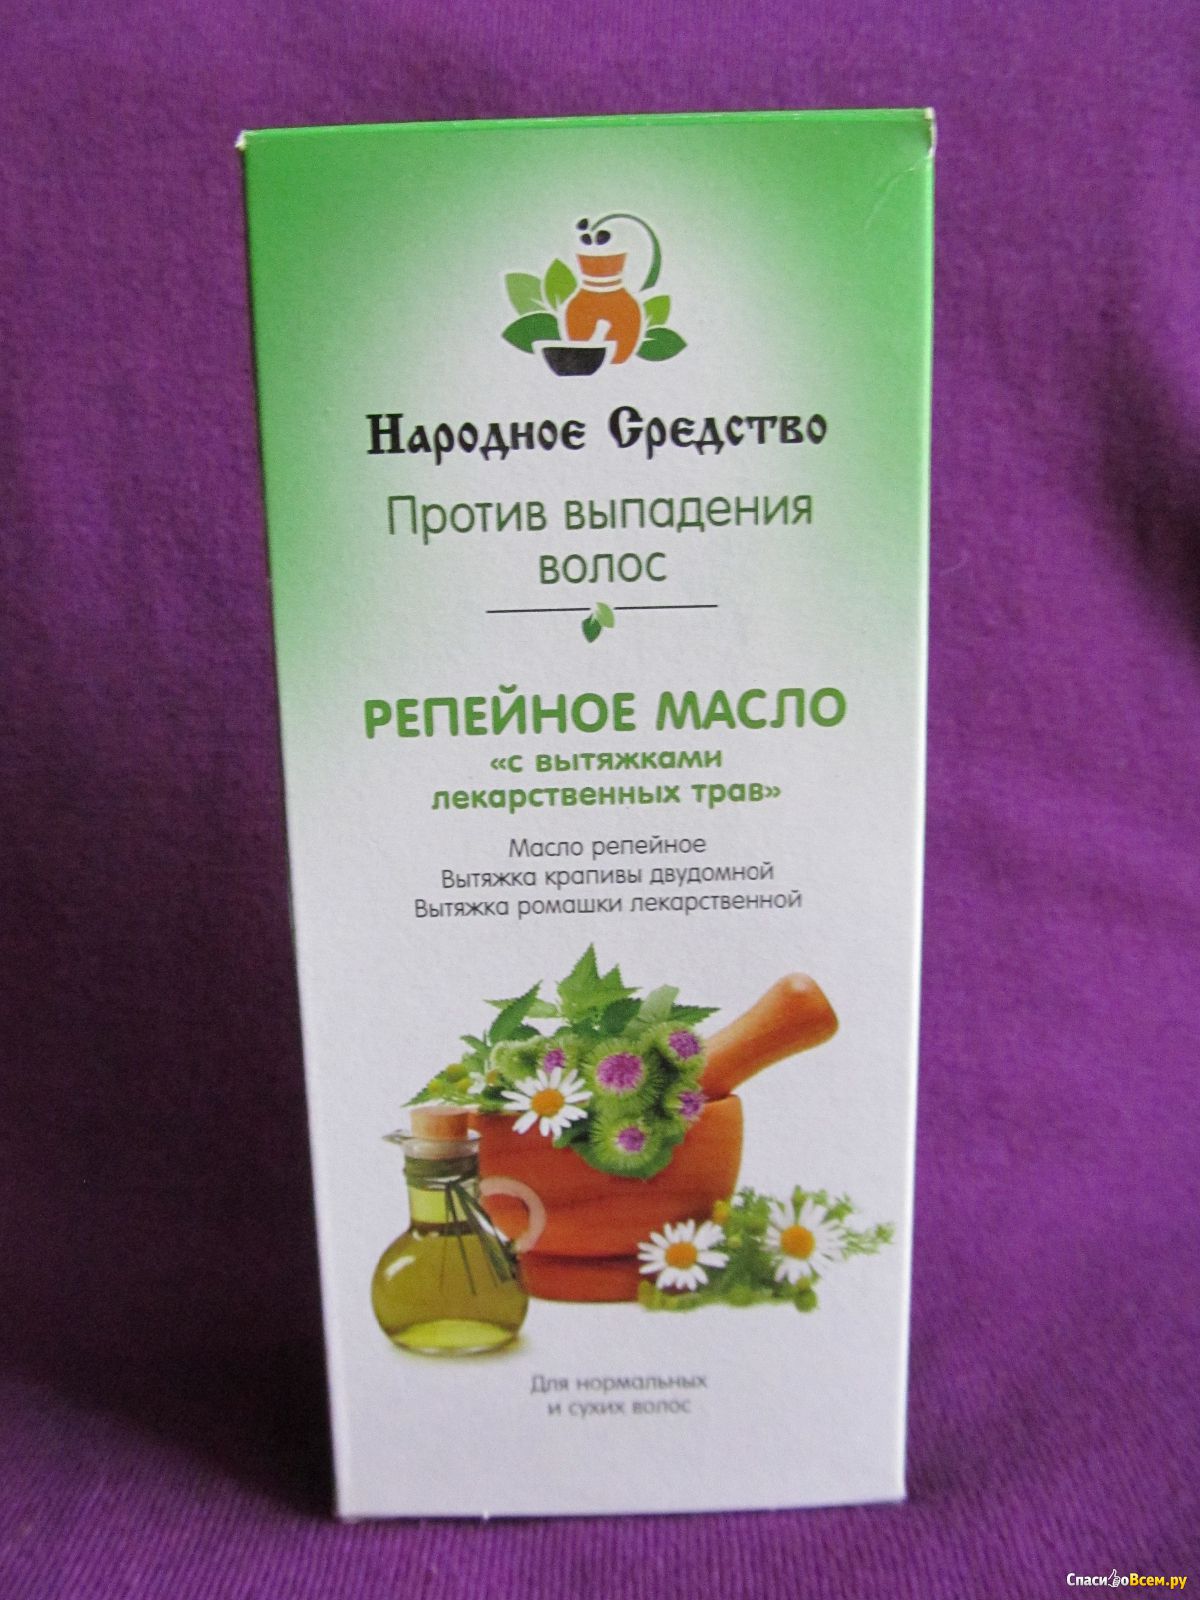 Народное Средство
Против выпадения
волос
РЕПЕЙНОЕ МАСЛО
«с вытяжками
лекарственных трав»
Масло репейное
Вытяжка крапивы двудомной
Вытяжка ромашки лекарственной
Для нормальных
и сухих волос
СпасибоВсем.ру